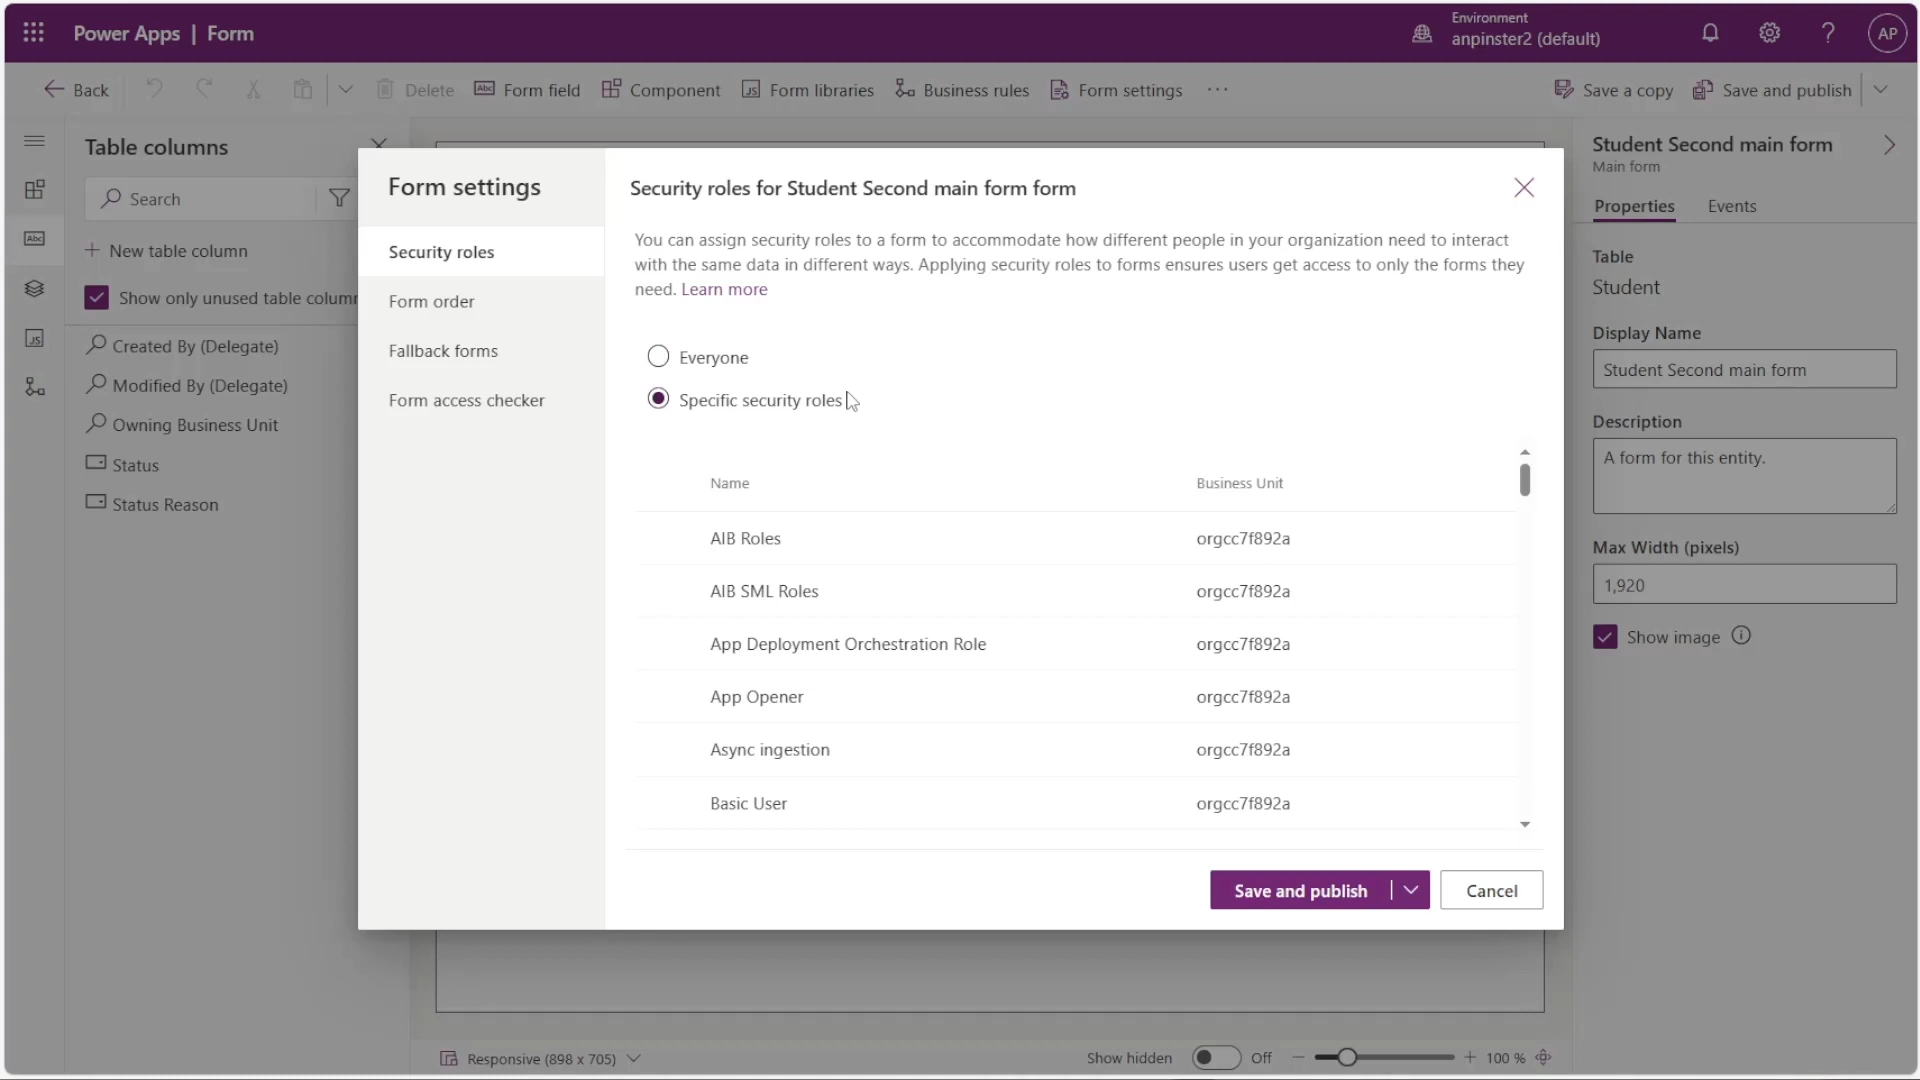 Power Apps | Form
Environment
anpinster2 (default)
AP
Back
Delete
Abc
Form field
Component
JS
Form libraries
Business rules
Form settings
Save a copy
Save and publish
Table columns
Search
New table column
Abc
Show only unused table colum
JS
Created By (Delegate)
Modified By (Delegate)
Owning Business Unit
Status
Status Reason
Form settings
Security roles
Form order
Fallback forms
Form access checker
Security roles for Student Second main form form
You can assign security roles to a form to accommodate how different people in your organization need to interact
with the same data in different ways. Applying security roles to forms ensures users get access to only the forms they
need. Learn more
Everyone
Specific security roles
Name Business Unit
AIB Roles orgcc7f892a
AIB SML Roles orgcc7f892a
App Deployment Orchestration Role orgcc7f892a
App Opener orgcc7f892a
Async ingestion orgcc7f892a
Basic User orgcc7f892a
Save and publish
Cancel
Student Second main form
Main form
Properties Events
Table
Student
Display Name
Student Second main form
Description
A form for this entity.
Max Width (pixels)
1,920
Show image
Responsive (898 x 705)
Show hidden Off
100 %